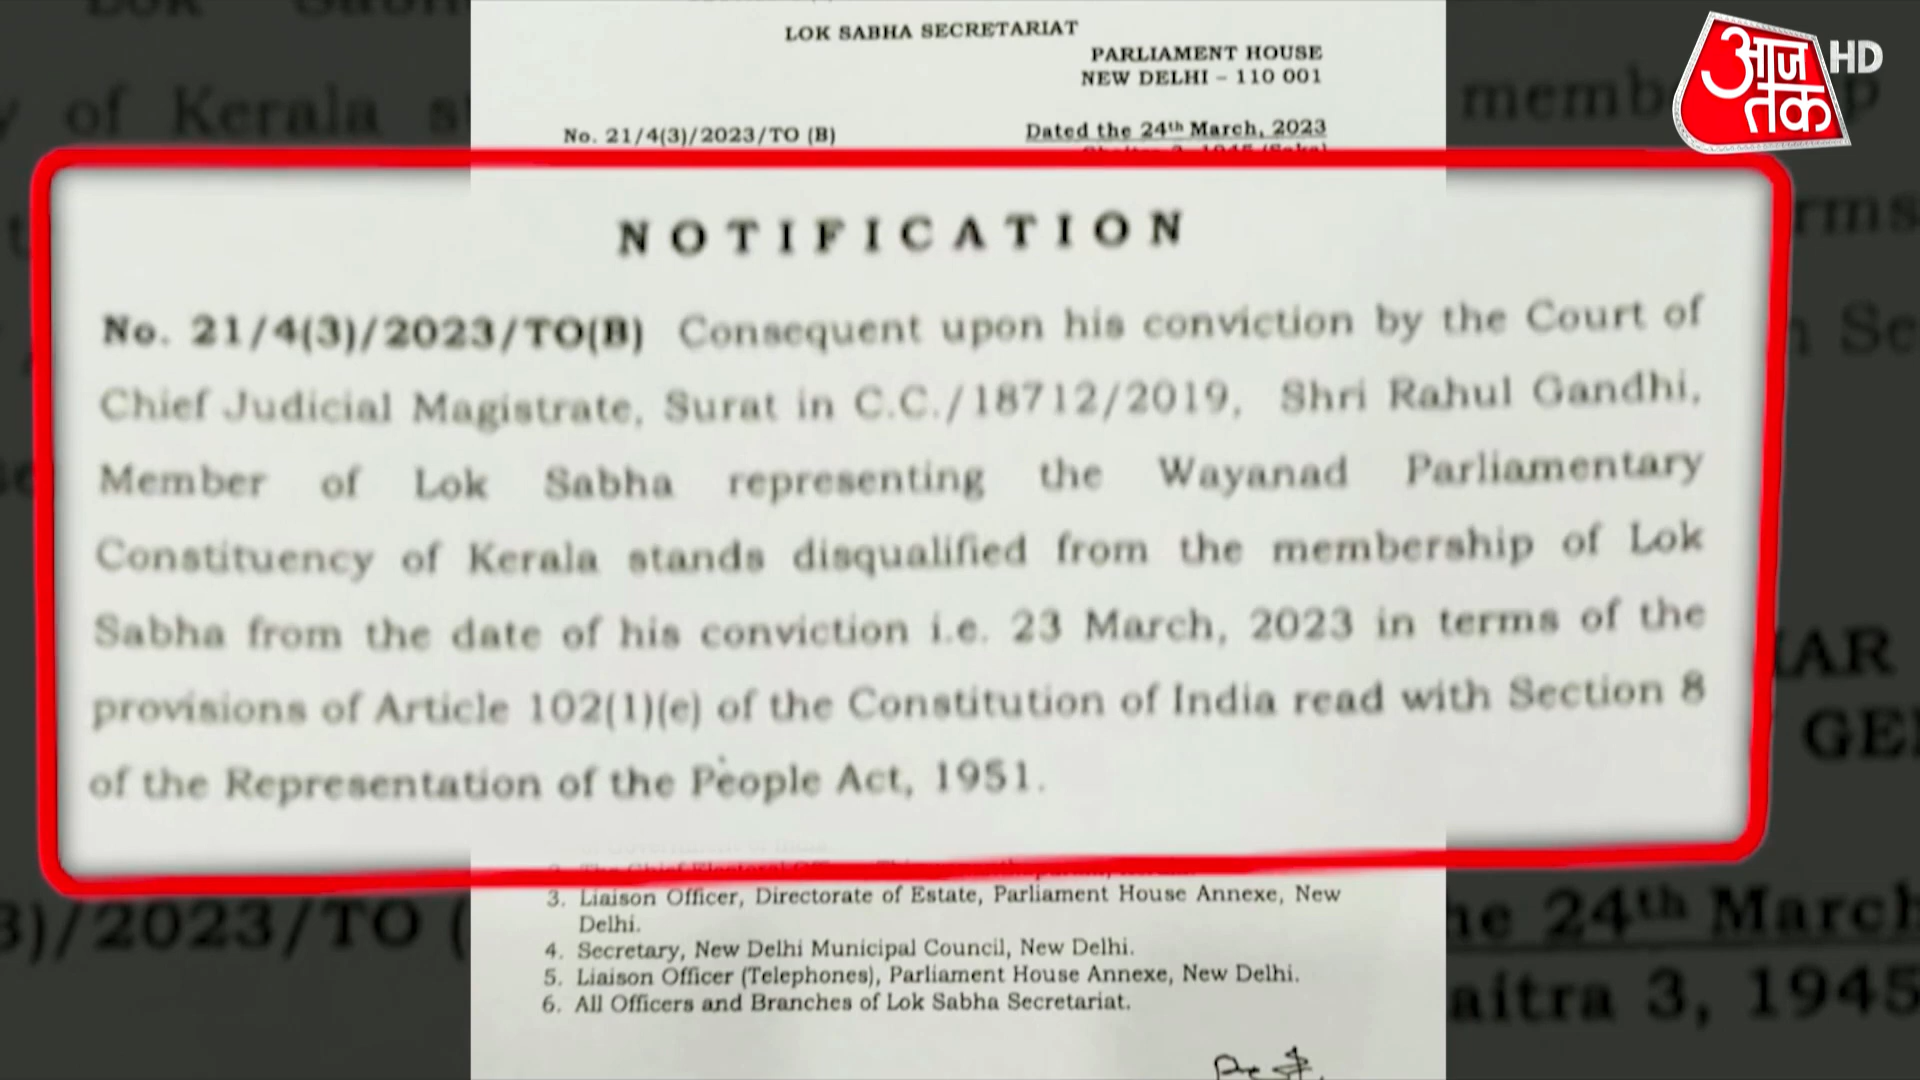 LOK SABHA SECRETARIAT
PARLIAMENT HOUSE
NEW DELHI – 110 001
No. 21/4(3)/2023/TO (B)
Dated the 24th March, 2023
आज तक HD
NOTIFICATION
No. 21/4(3)/2023/TO(B) Consequent upon his conviction by the Court of
Chief Judicial Magistrate, Surat in C.C./18712/2019, Shri Rahul Gandhi,
Member of Lok Sabha representing the Wayanad Parliamentary
Constituency of Kerala stands disqualified from the membership of Lok
Sabha from the date of his conviction i.e. 23 March, 2023 in terms of the
provisions of Article 102(1)(e) of the Constitution of India read with Section 8
of the Representation of the People Act, 1951.
3. Liaison Officer, Directorate of Estate, Parliament House Annexe, New
Delhi.
4. Secretary, New Delhi Municipal Council, New Delhi.
5. Liaison Officer (Telephones), Parliament House Annexe, New Delhi.
6. All Officers and Branches of Lok Sabha Secretariat.